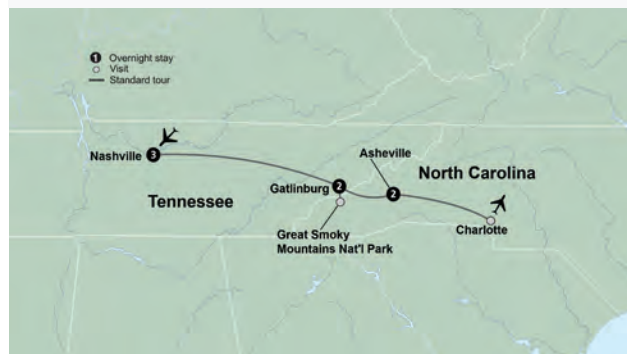 1 Overnight stay
Visit
Standard tour
Nashville 3
Tennessee
Gatlinburg 2
Great Smoky
Mountains Nat'l Park
Asheville
2
North Carolina
Charlotte